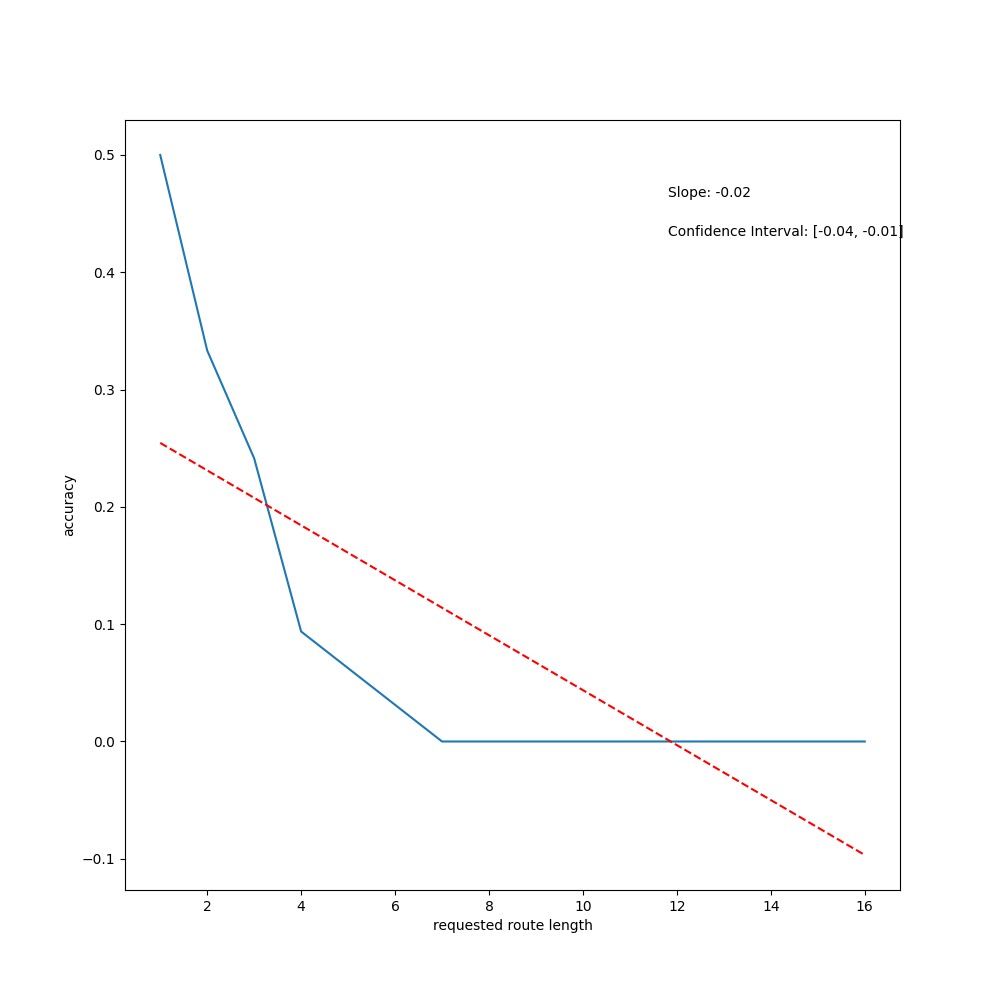 0.5
Slope: -0.02
Confidence Interval: [-0.04, -0.01]
0.4
0.3
0.2
accuracy
0.1
0.0
−0.1
2 4 6 8 10 12 14 16
requested route length